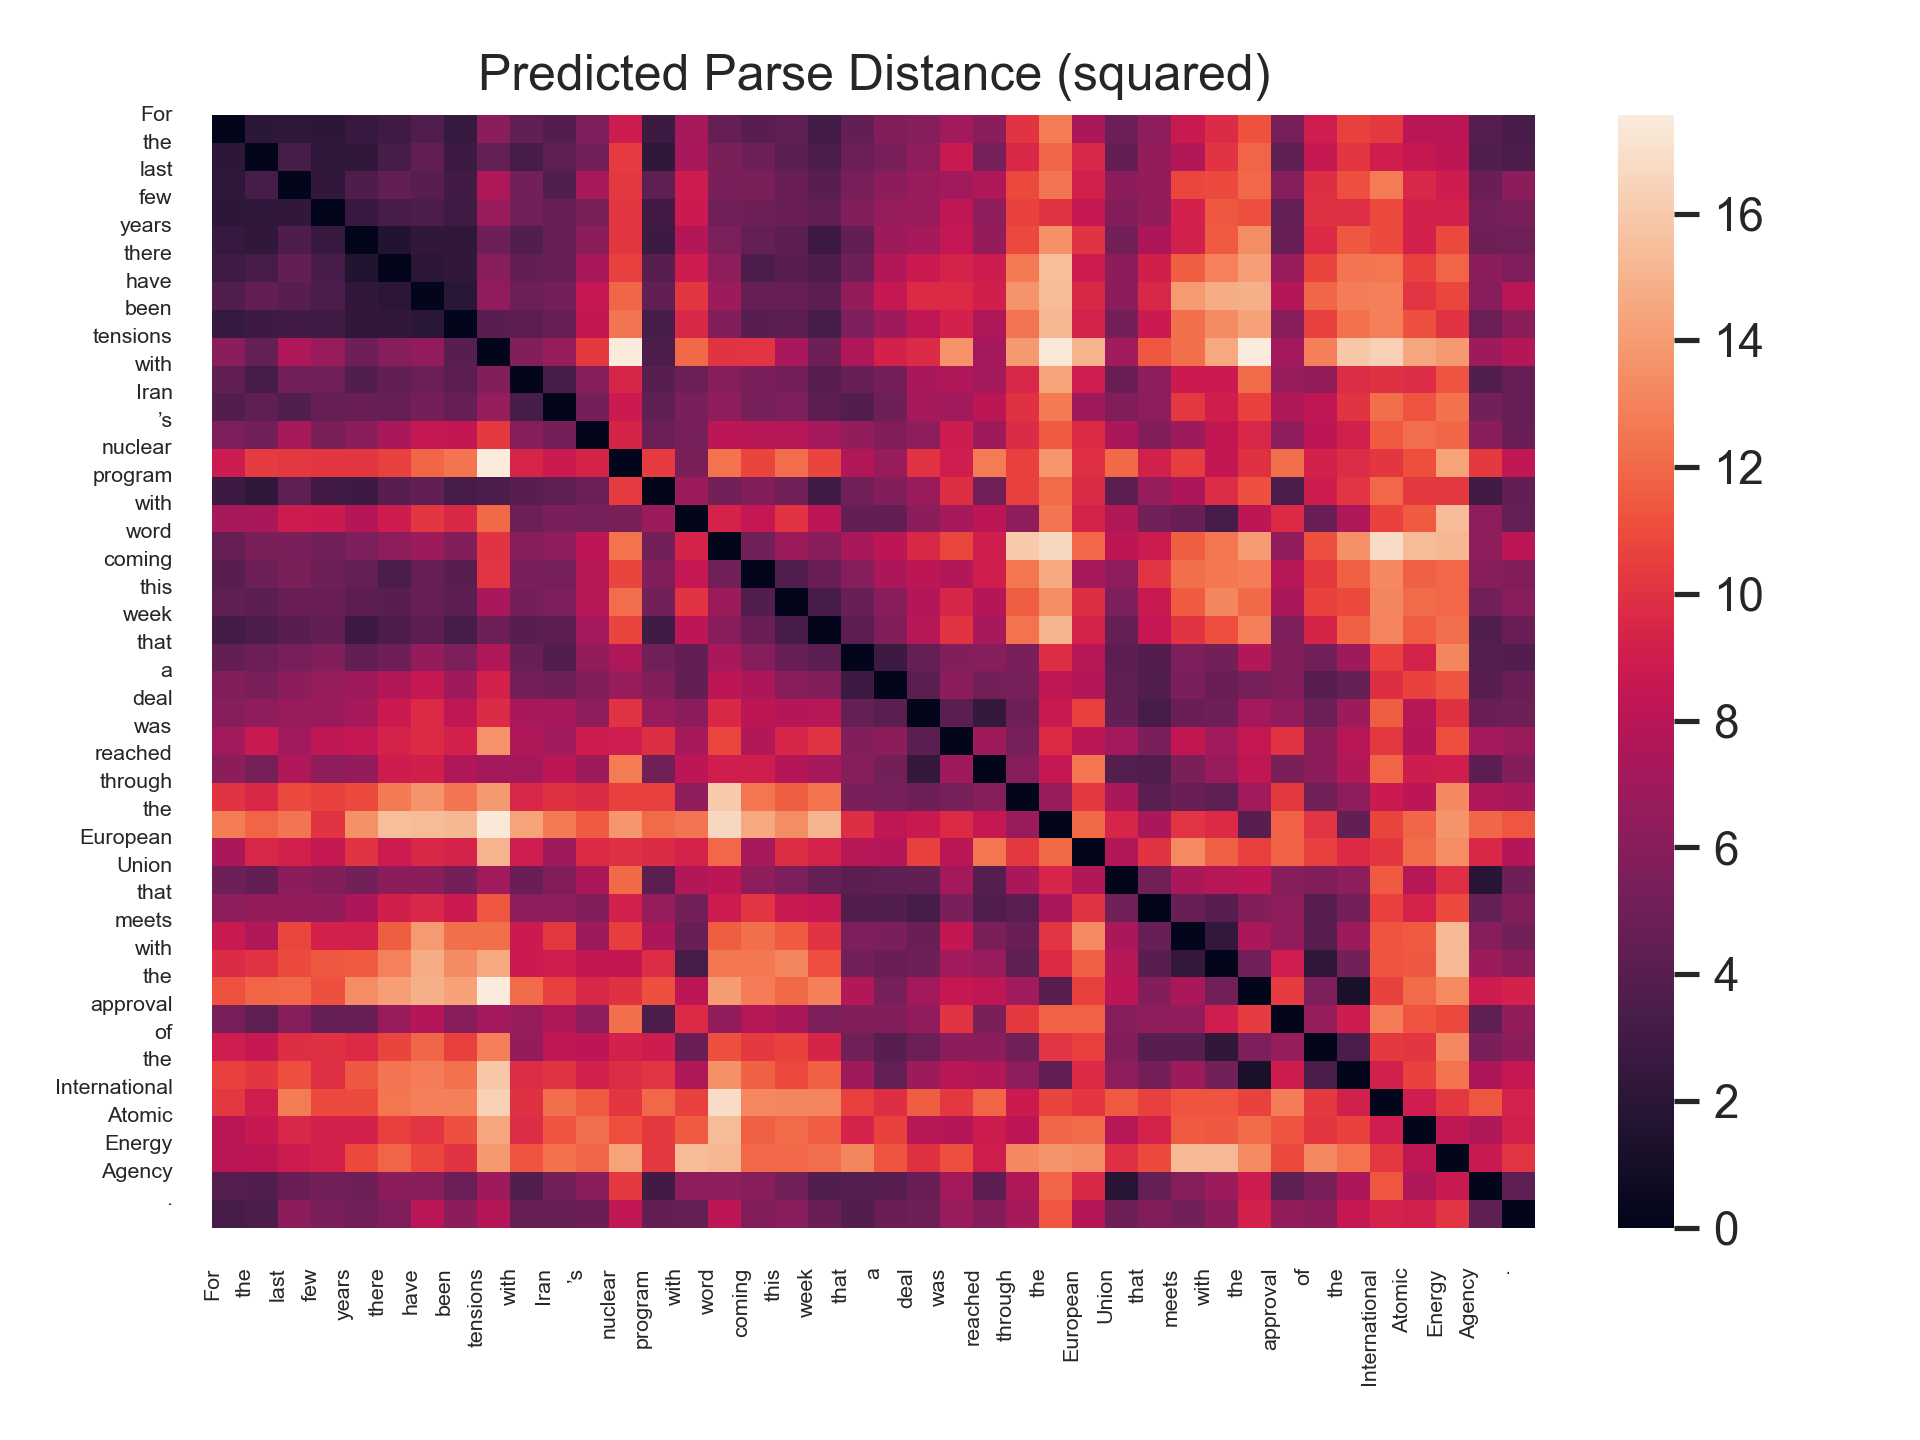 Predicted Parse Distance (squared)
For
the
last
few
years
there
have
been
tensions
with
Iran
’s
nuclear
program
with
word
coming
this
week
that
a
deal
was
reached
through
the
European
Union
that
meets
with
the
approval
of
the
International
Atomic
Energy
Agency
.
16
14
12
10
8
6
4
2
0
For
the
last
few
years
there
have
been
tensions
with
Iran
’s
nuclear
program
with
word
coming
this
week
that
a
deal
was
reached
through
the
European
Union
that
meets
with
the
approval
of
the
International
Atomic
Energy
Agency
.